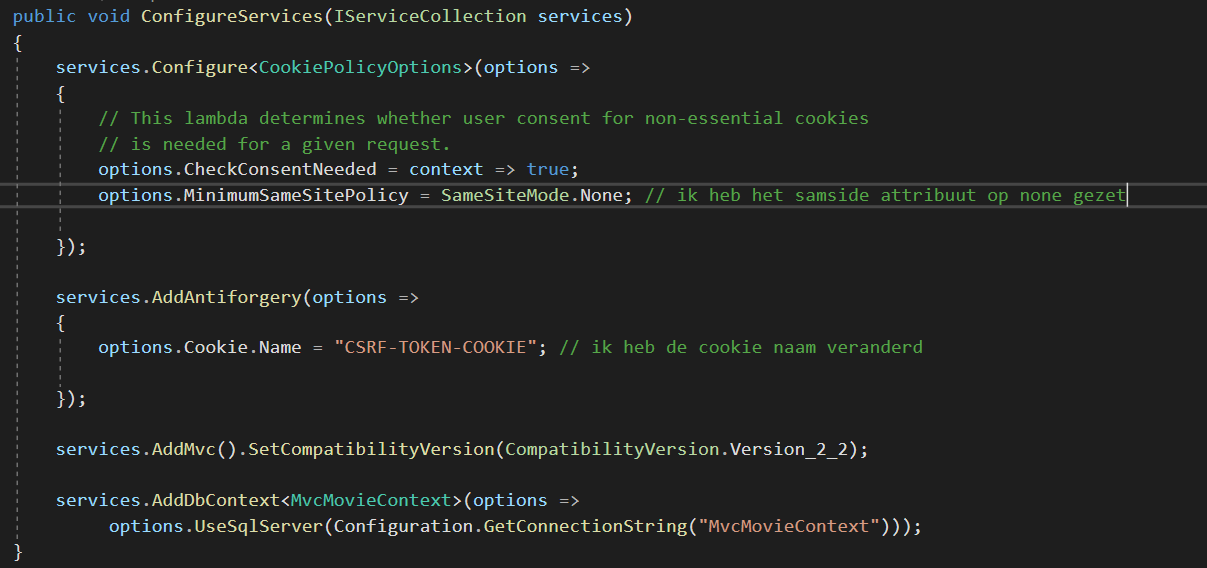 public void ConfigureServices(IServiceCollection services)
{
services.Configure<CookiePolicyOptions>(options =>
{
// This lambda determines whether user consent for non-essential cookies
// is needed for a given request.
options.CheckConsentNeeded = context => true;
options.MinimumSameSitePolicy = SameSiteMode.None; // ik heb het samside attribuut op none gezet
});
services.AddAntiforgery(options =>
{
options.Cookie.Name = "CSRF-TOKEN-COOKIE"; // ik heb de cookie naam veranderd
});
services.AddMvc().SetCompatibilityVersion(CompatibilityVersion.Version_2_2);
services.AddDbContext<MvcMovieContext>(options =>
options.UseSqlServer(Configuration.GetConnectionString("MvcMovieContext")));
}